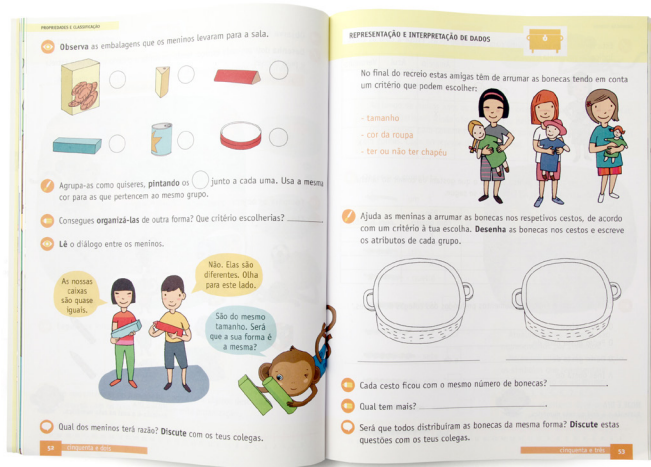 PROPRIEDADES E CLASSIFICAÇÃO
Observa as embalagens que os meninos levaram para a sala.
Agrupa-as como quiseres, pintando os junto a cada uma. Usa a mesma
cor para as que pertencem ao mesmo grupo.
Consegues organizá-las de outra forma? Que critério escolherias?
Lê o diálogo entre os meninos.
As nossas
caixas
são quase
iguais.
Não. Elas são
diferentes. Olha
para este lado.
São do mesmo
tamanho. Será
que a sua forma é
a mesma?
Qual dos meninos terá razão? Discute com os teus colegas.
52 cinquenta e dois
REPRESENTAÇÃO E INTERPRETAÇÃO DE DADOS
No final do recreio estas amigas têm de arrumar as bonecas tendo em conta
um critério que podem escolher:
- tamanho
- cor da roupa
- ter ou não ter chapéu
Ajuda as meninas a arrumar as bonecas nos respetivos cestos, de acordo
com um critério à tua escolha. Desenha as bonecas nos cestos e escreve
os atributos de cada grupo.
Cada cesto ficou com o mesmo número de bonecas?
Qual tem mais?
Será que todos distribuíram as bonecas da mesma forma? Discute estas
questões com os teus colegas.
cinquenta e três 53